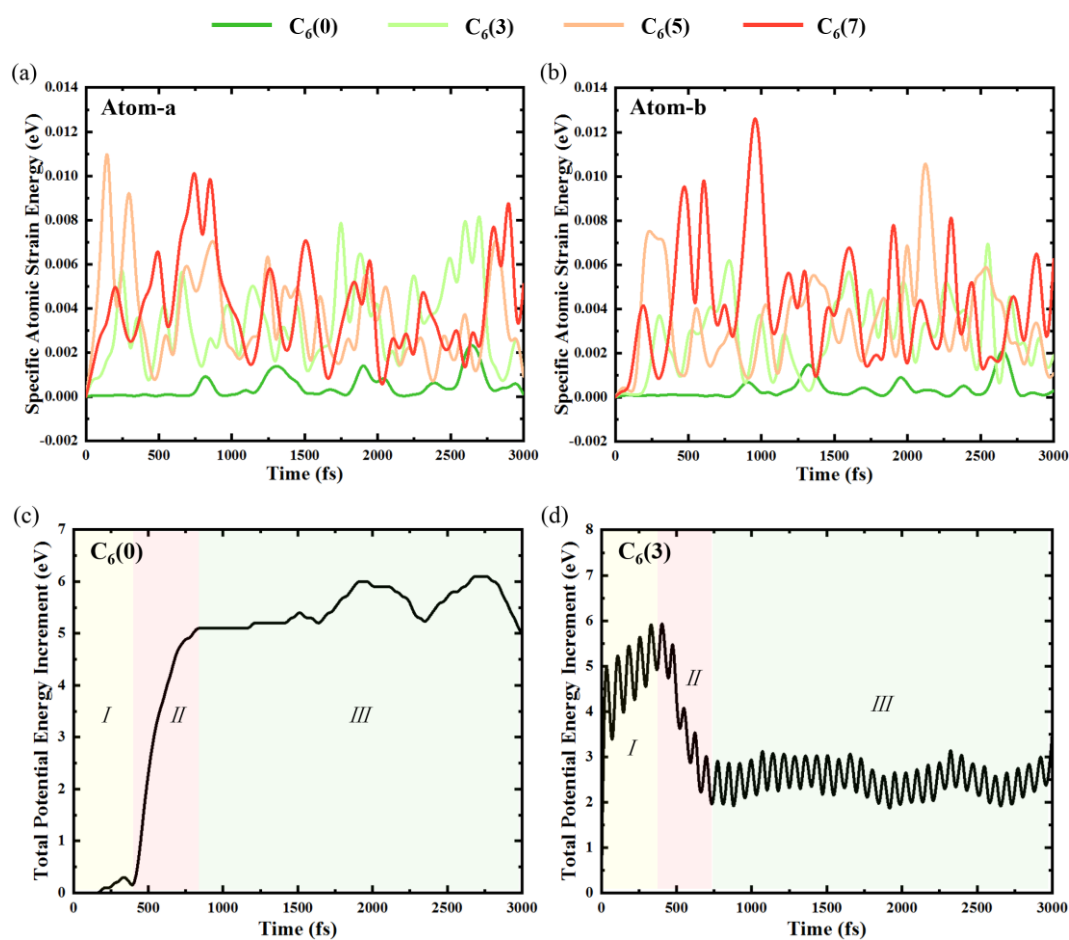 C₆(0) C₆(3) C₆(5) C₆(7)
(a)
Atom-a
Specific Atomic Strain Energy (eV)
0.014
0.012
0.010
0.008
0.006
0.004
0.002
0.000
-0.002
0 500 1000 1500 2000 2500 3000
Time (fs)
(b)
Atom-b
Specific Atomic Strain Energy (eV)
0.014
0.012
0.010
0.008
0.006
0.004
0.002
0.000
-0.002
0 500 1000 1500 2000 2500 3000
Time (fs)
(c)
C₆(0)
Total Potential Energy Increment (eV)
7
6
5
4
3
2
1
0
I II III
0 500 1000 1500 2000 2500 3000
Time (fs)
(d)
C₆(3)
Total Potential Energy Increment (eV)
8
7
6
5
4
3
2
1
0
I II III
0 500 1000 1500 2000 2500 3000
Time (fs)